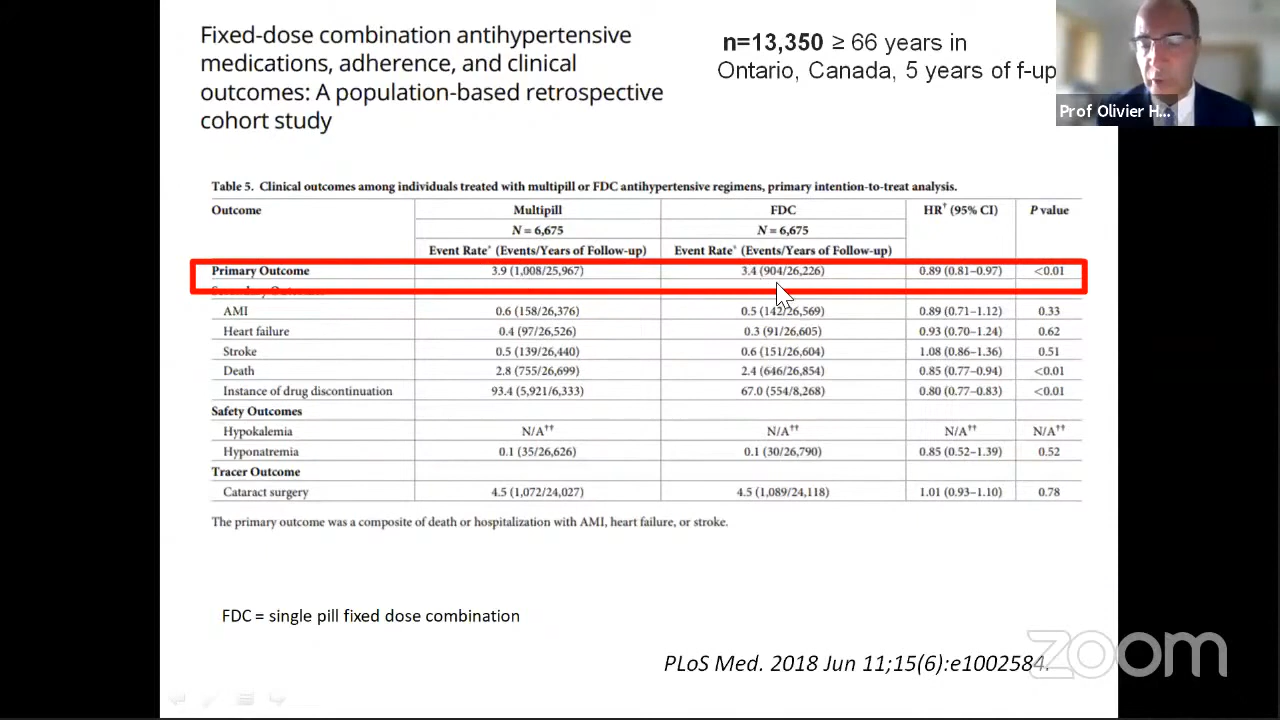 Fixed-dose combination antihypertensive
medications, adherence, and clinical
outcomes: A population-based retrospective
cohort study
n=13,350 ≥ 66 years in
Ontario, Canada, 5 years of f-up
Prof Olivier H...
Table 5. Clinical outcomes among individuals treated with multipill or FDC antihypertensive regimens, primary intention-to-treat analysis.
Outcome Multipill FDC HR† (95% CI) P value
N = 6,675 N = 6,675
Event Rate* (Events/Years of Follow-up) Event Rate* (Events/Years of Follow-up)
Primary Outcome 3.9 (1,008/25,967) 3.4 (904/26,226) 0.89 (0.81–0.97) <0.01
AMI 0.6 (158/26,376) 0.5 (142/26,569) 0.89 (0.71–1.12) 0.33
Heart failure 0.4 (97/26,526) 0.3 (91/26,605) 0.93 (0.70–1.24) 0.62
Stroke 0.5 (139/26,440) 0.6 (151/26,604) 1.08 (0.86–1.36) 0.51
Death 2.8 (755/26,699) 2.4 (646/26,854) 0.85 (0.77–0.94) <0.01
Instance of drug discontinuation 93.4 (5,921/6,333) 67.0 (554/8,268) 0.80 (0.77–0.83) <0.01
Safety Outcomes
Hypokalemia N/A†† N/A†† N/A†† N/A††
Hyponatremia 0.1 (35/26,626) 0.1 (30/26,790) 0.85 (0.52–1.39) 0.52
Tracer Outcome
Cataract surgery 4.5 (1,072/24,027) 4.5 (1,089/24,118) 1.01 (0.93–1.10) 0.78
The primary outcome was a composite of death or hospitalization with AMI, heart failure, or stroke.
FDC = single pill fixed dose combination
PLoS Med. 2018 Jun 11;15(6):e1002584.
zoom